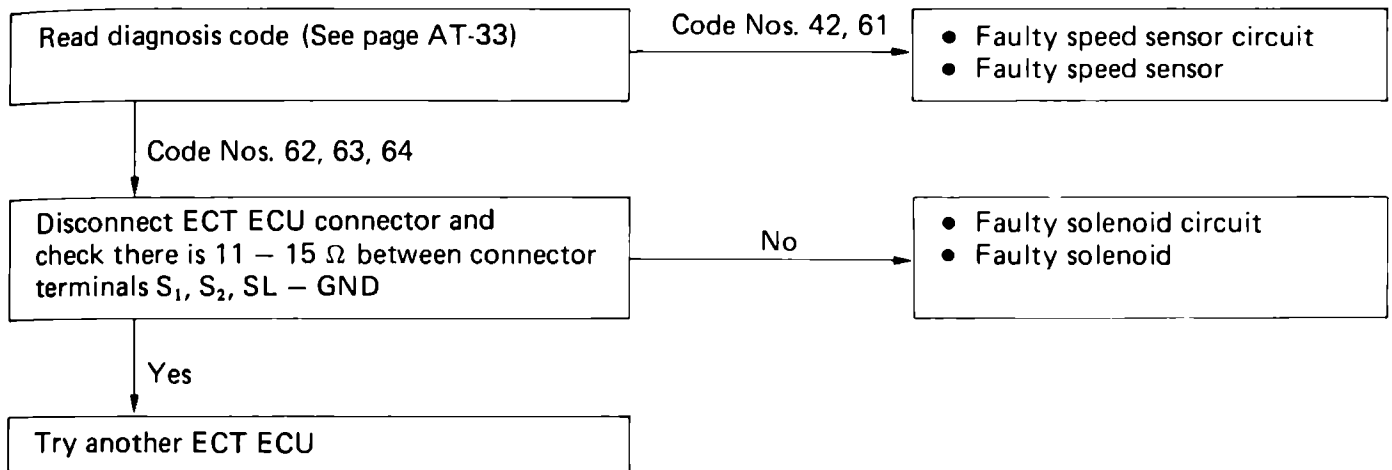 Read diagnosis code (See page AT-33)
Code Nos. 42, 61
• Faulty speed sensor circuit
• Faulty speed sensor
Code Nos. 62, 63, 64
Disconnect ECT ECU connector and
check there is 11 – 15 Ω between connector
terminals S₁, S₂, SL – GND
No
• Faulty solenoid circuit
• Faulty solenoid
Yes
Try another ECT ECU